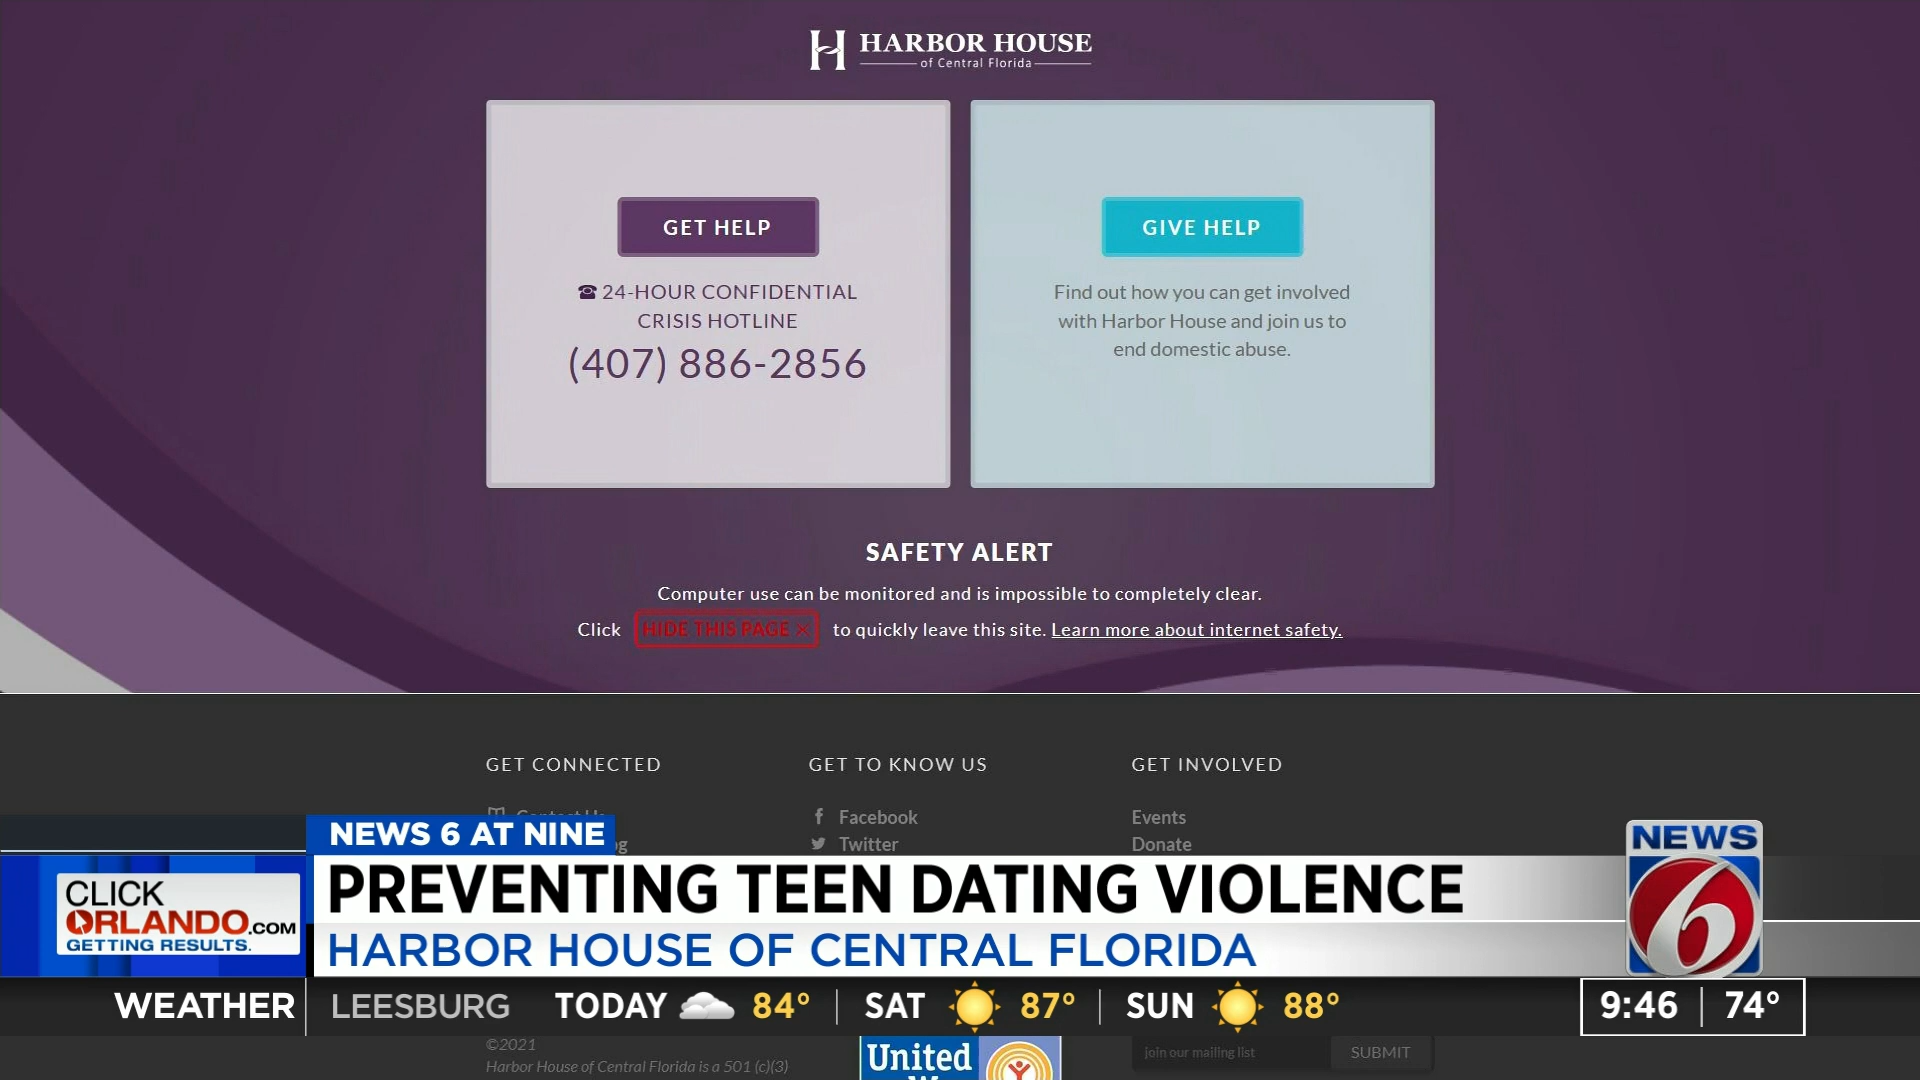 HARBOR HOUSE
of Central Florida
GET HELP
24-HOUR CONFIDENTIAL
CRISIS HOTLINE
(407) 886-2856
GIVE HELP
Find out how you can get involved
with Harbor House and join us to
end domestic abuse.
SAFETY ALERT
Computer use can be monitored and is impossible to completely clear.
Click HIDE THIS PAGE X to quickly leave this site. Learn more about internet safety.
GET CONNECTED
GET TO KNOW US
Facebook
Twitter
GET INVOLVED
Events
Donate
NEWS 6 AT NINE
PREVENTING TEEN DATING VIOLENCE
HARBOR HOUSE OF CENTRAL FLORIDA
CLICK
ORLANDO.COM
GETTING RESULTS.
NEWS
6
WEATHER LEESBURG TODAY 84° SAT 87° SUN 88°
9:46 74°
©2021
Harbor House of Central Florida is a 501 (c)(3)
United
join our mailing list
SUBMIT